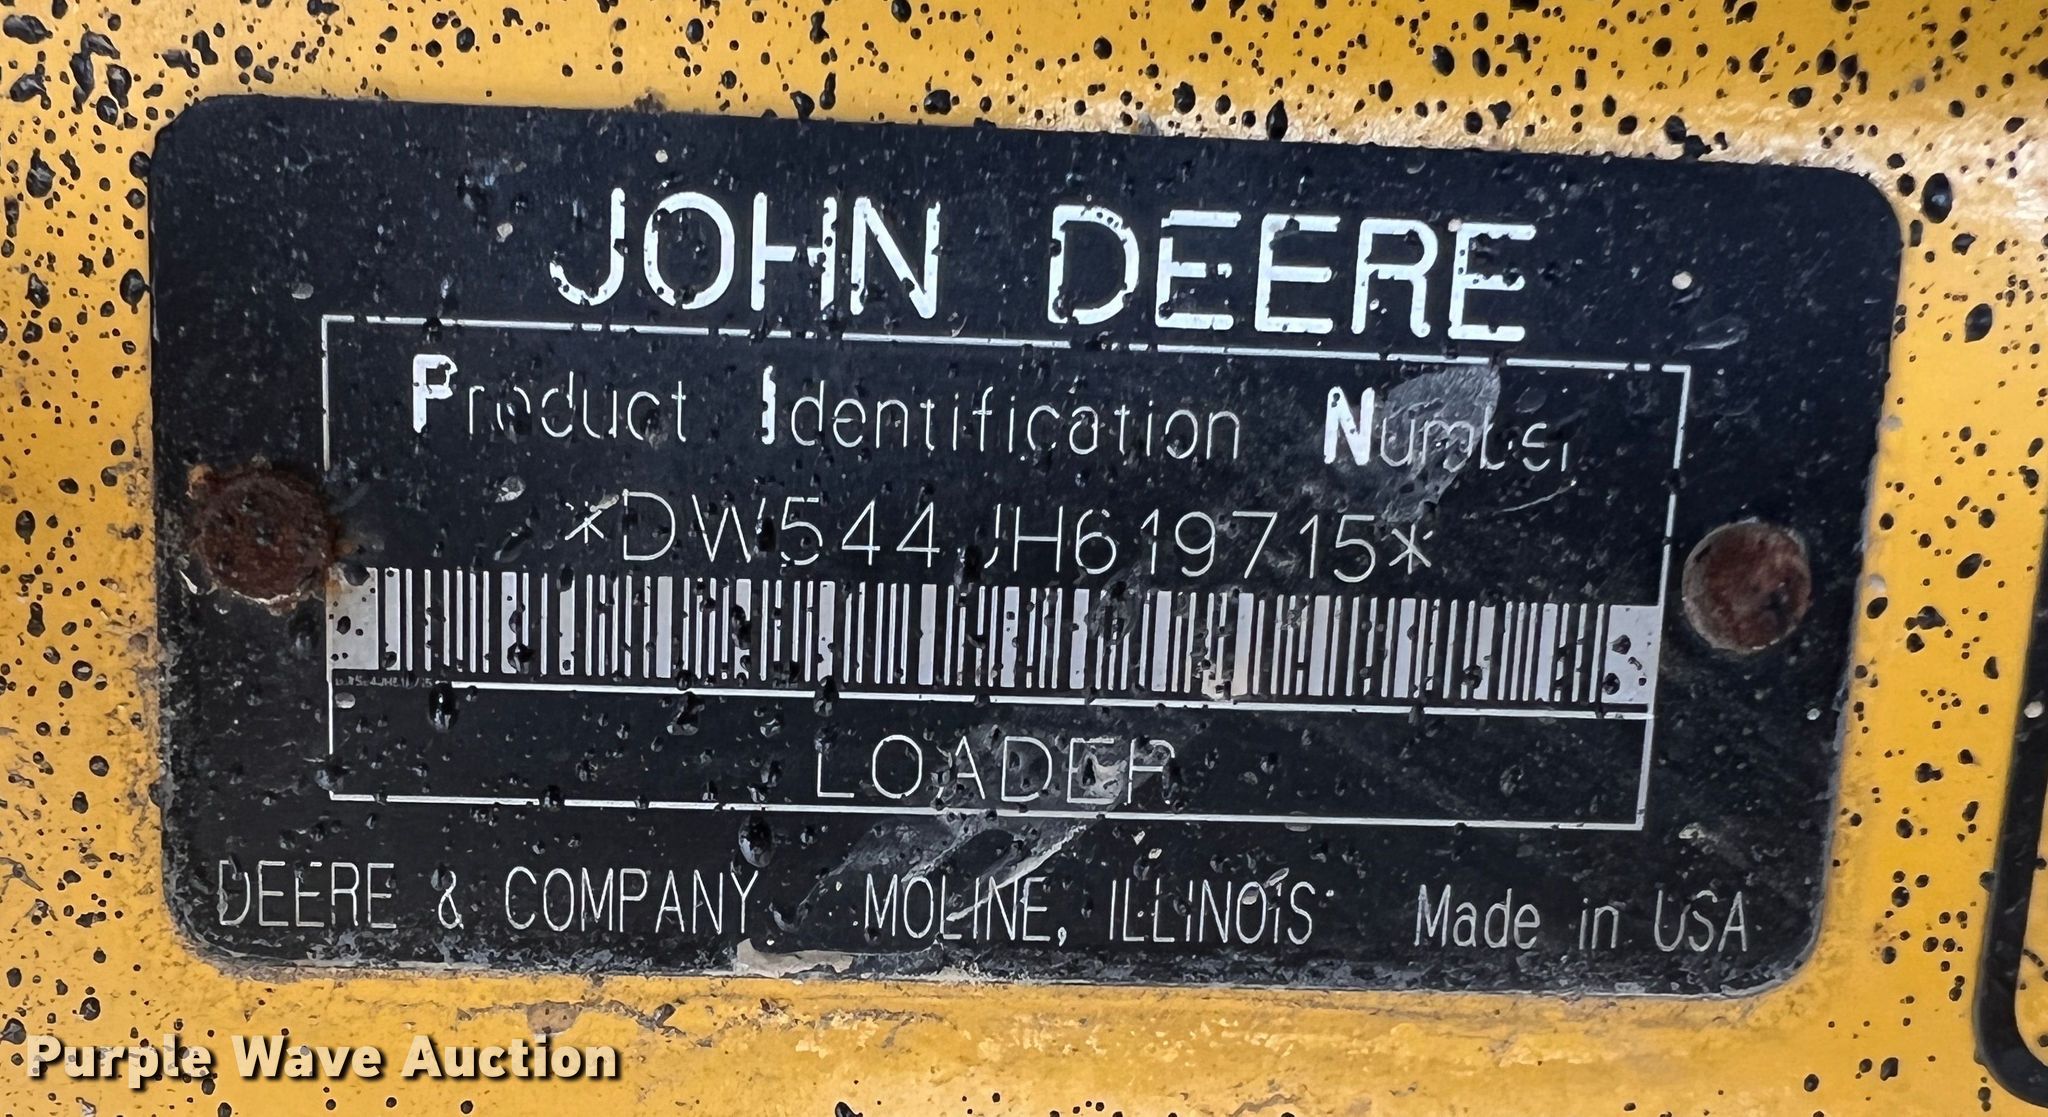 JOHN DEERE
Product Identification Number
*DW544JH619715*
LOADER
DEERE & COMPANY MOLINE, ILLINOIS Made in USA
Purple Wave Auction